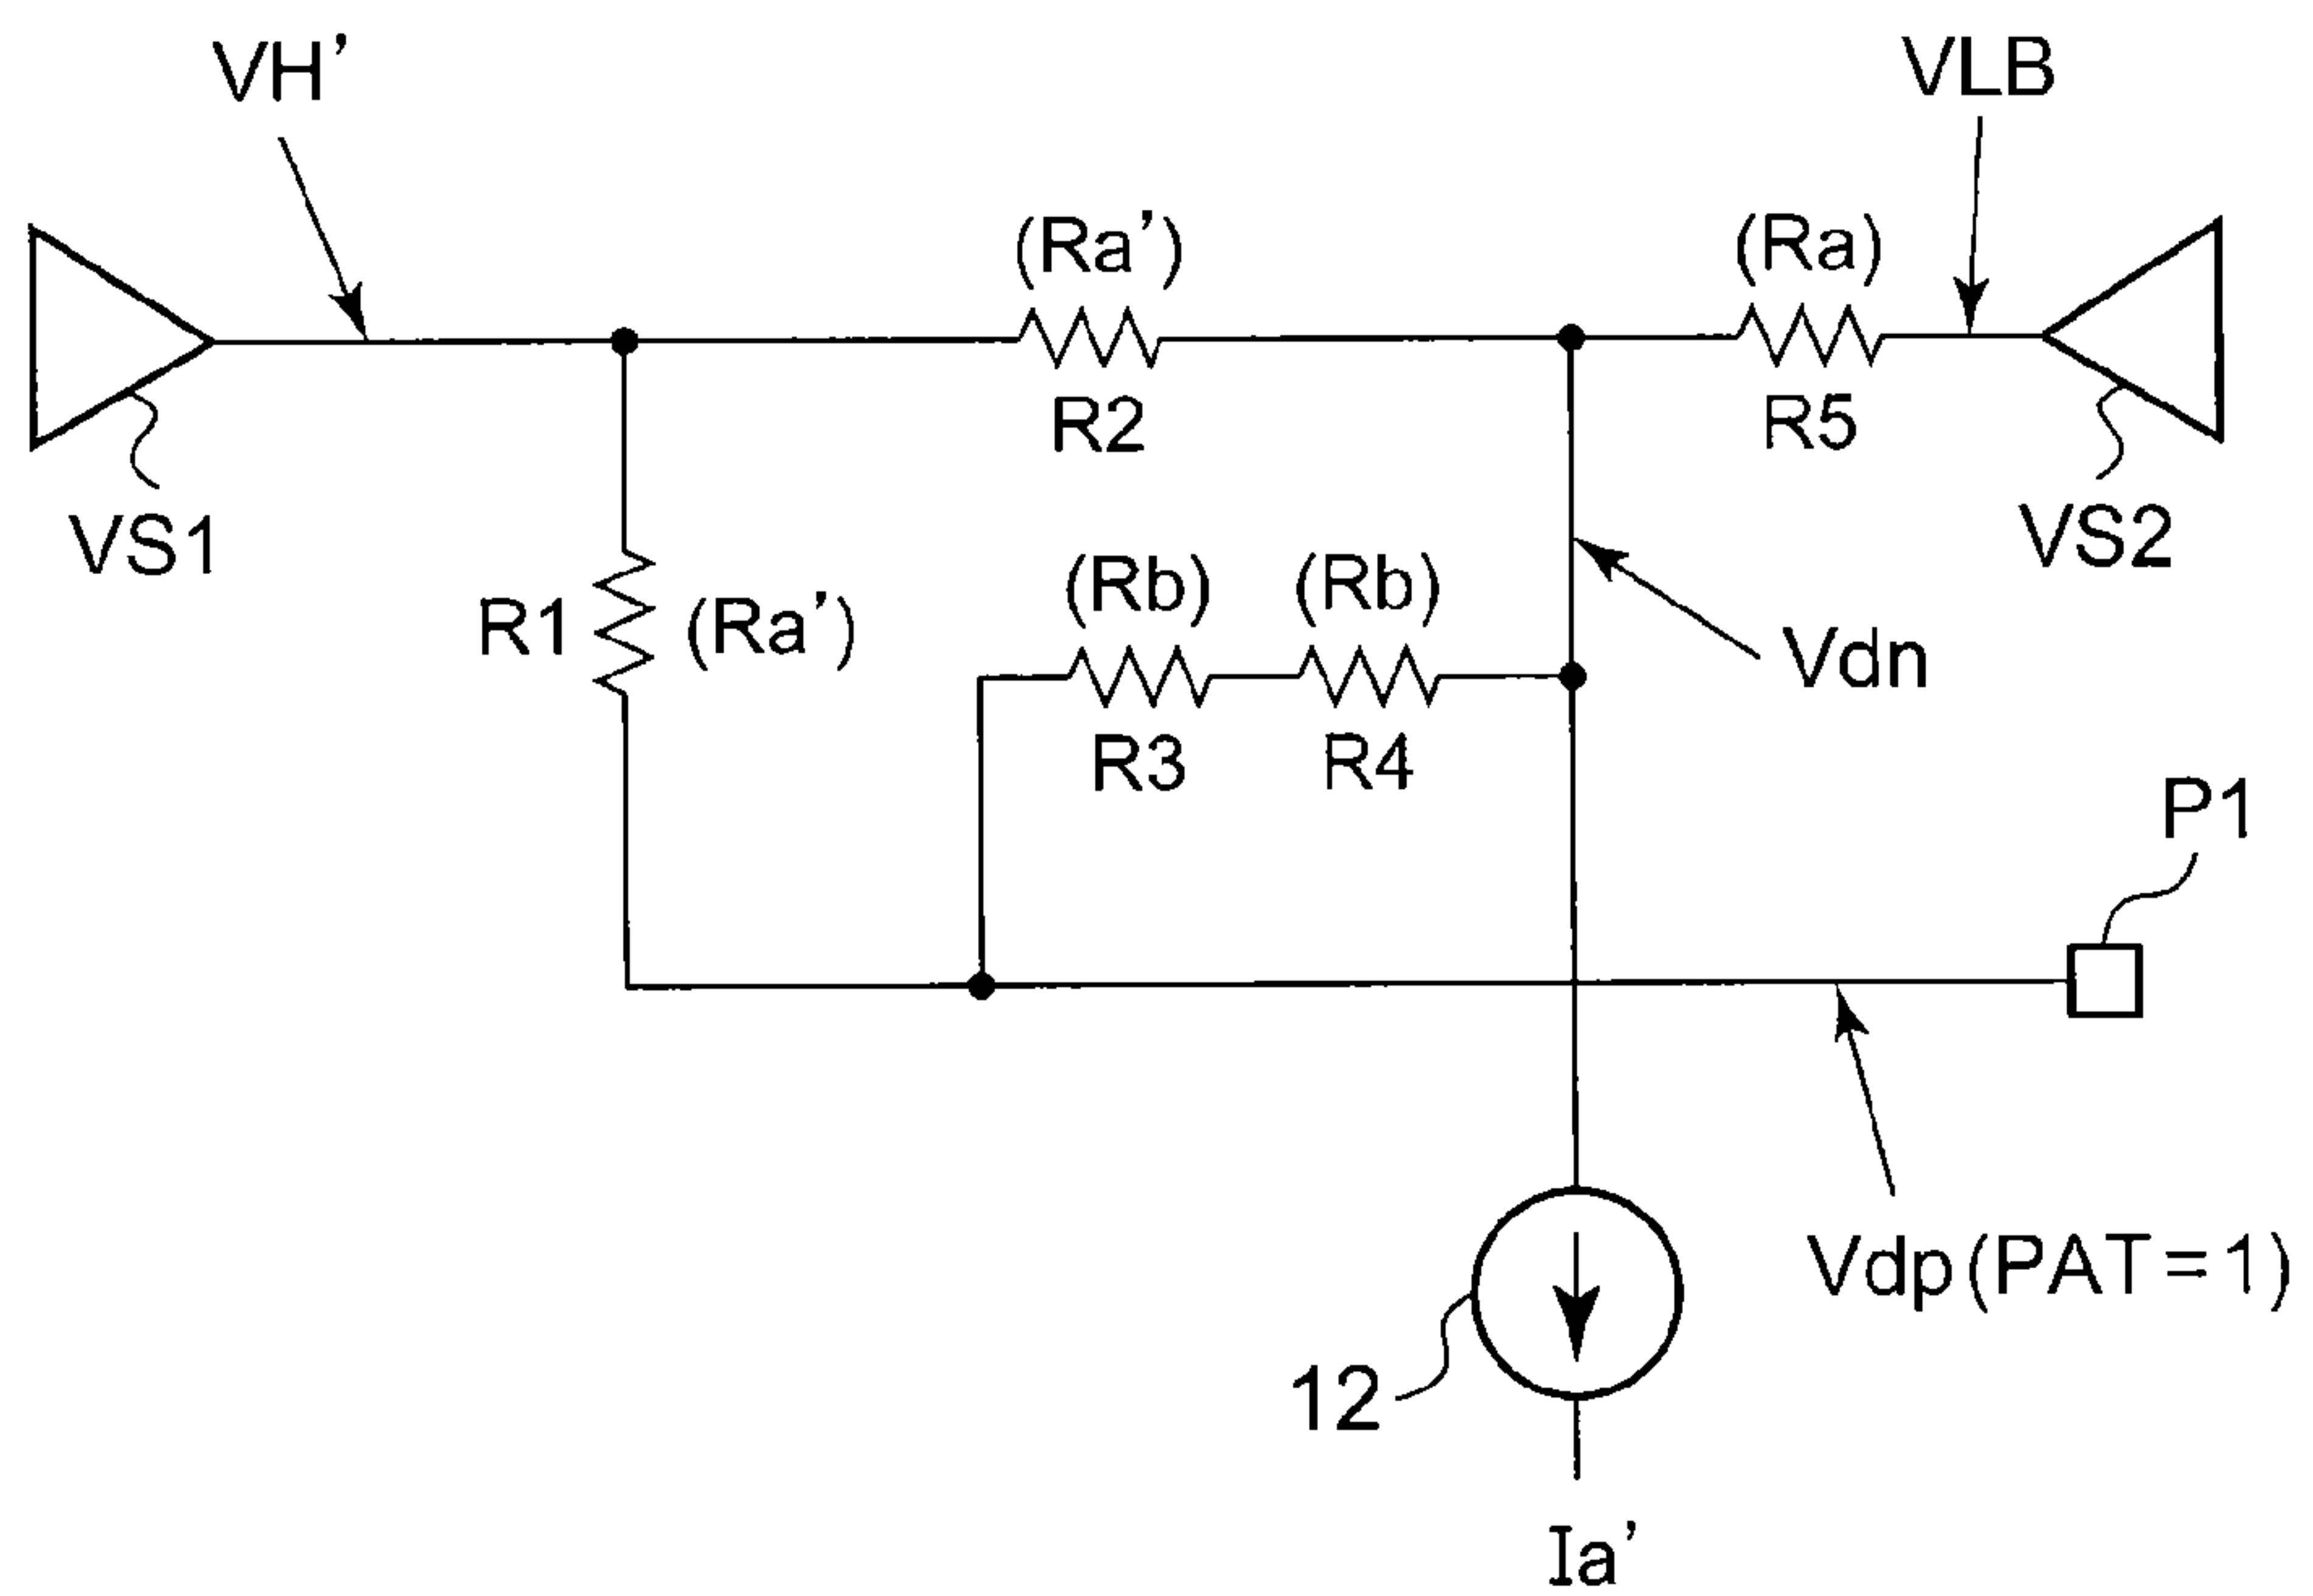 VH’
VLB
(Ra’)
(Ra)
R2
R5
VS1
VS2
(Rb)
(Rb)
R1
(Ra’)
Vdn
R3
R4
P1
Vdp(PAT=1)
12
Ia’